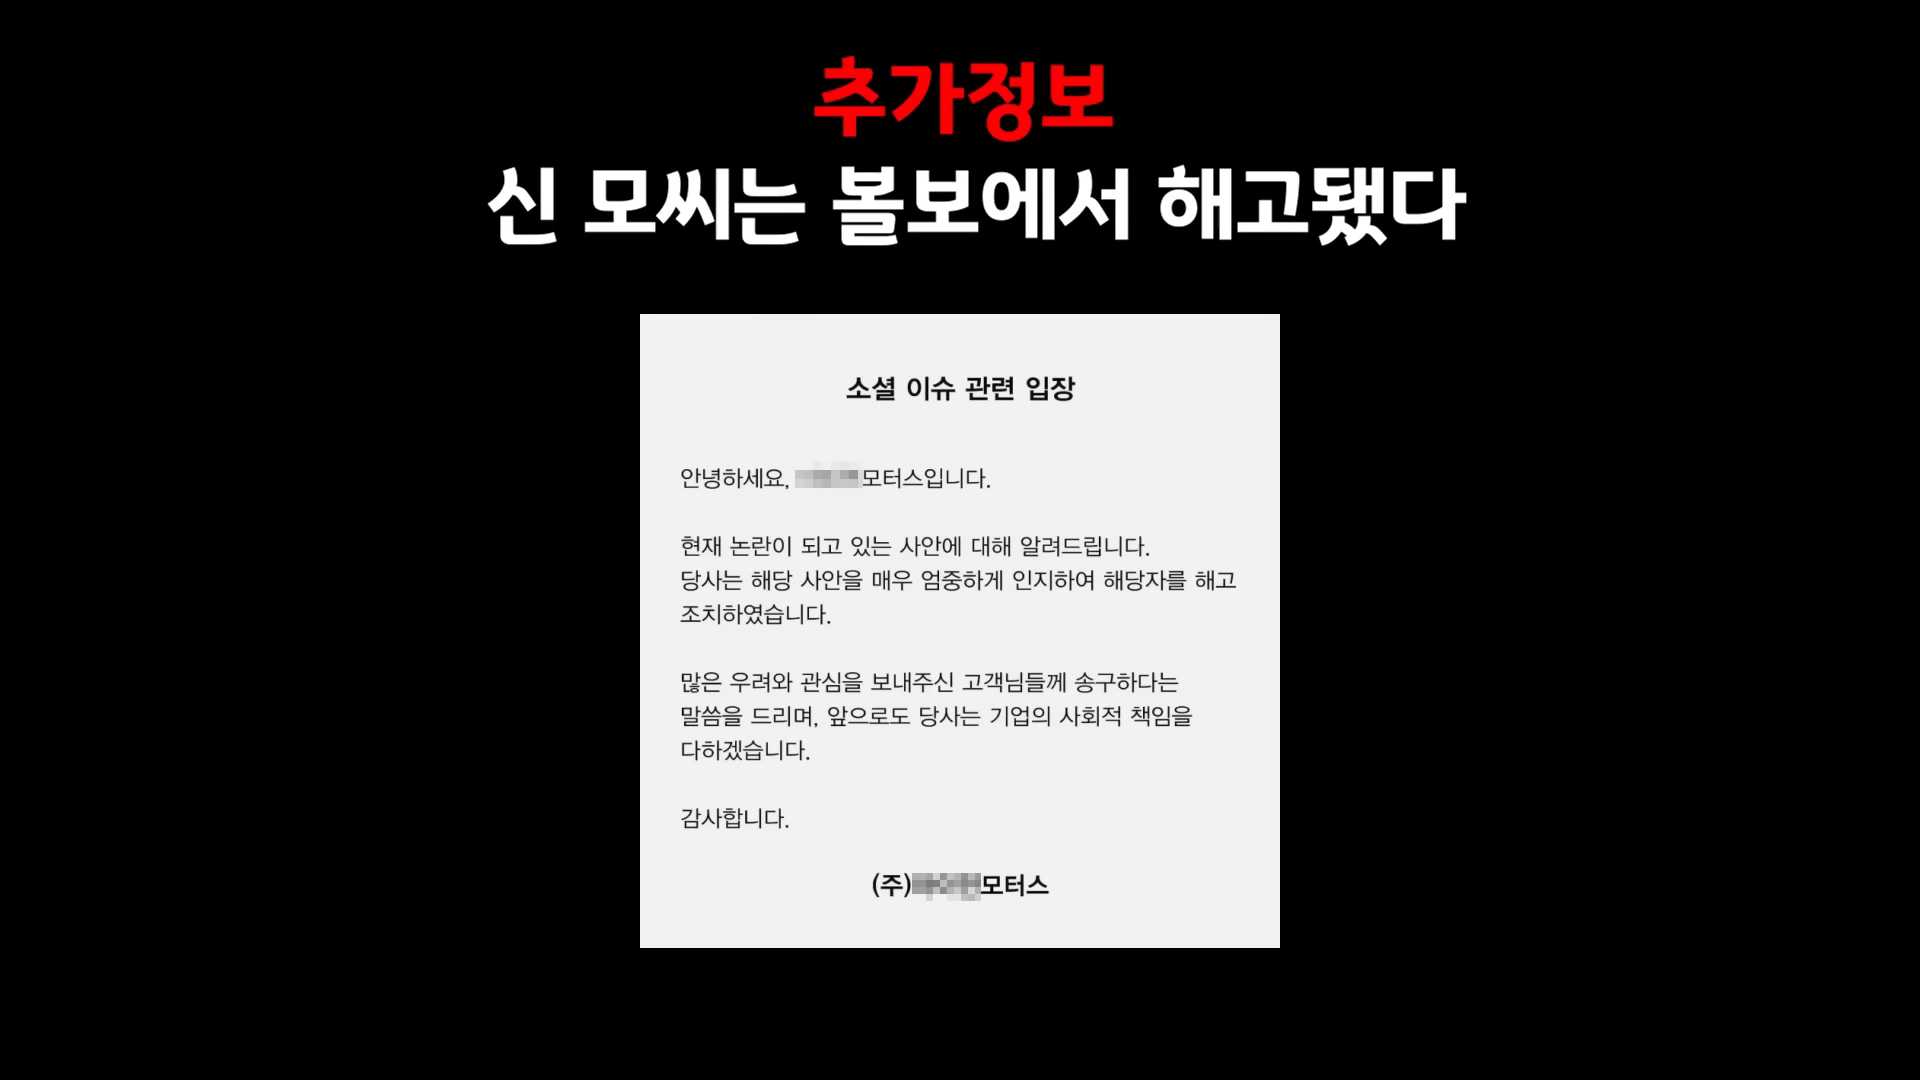 추가정보
신 모씨는 볼보에서 해고됐다
소셜 이슈 관련 입장
안녕하세요, 모터스입니다.
현재 논란이 되고 있는 사안에 대해 알려드립니다.
당사는 해당 사안을 매우 엄중하게 인지하여 해당자를 해고
조치하였습니다.
많은 우려와 관심을 보내주신 고객님들께 송구하다는
말씀을 드리며, 앞으로도 당사는 기업의 사회적 책임을
다하겠습니다.
감사합니다.
(주) 모터스